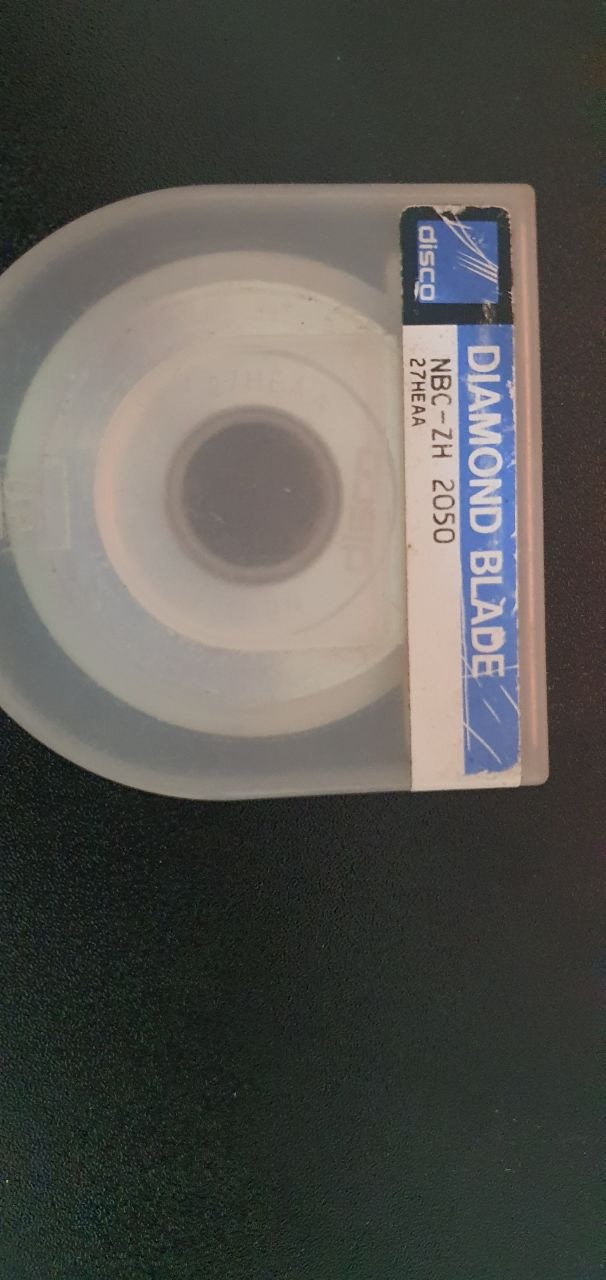 disco
DIAMOND BLADE
NBC-ZH 2050
27HEAA